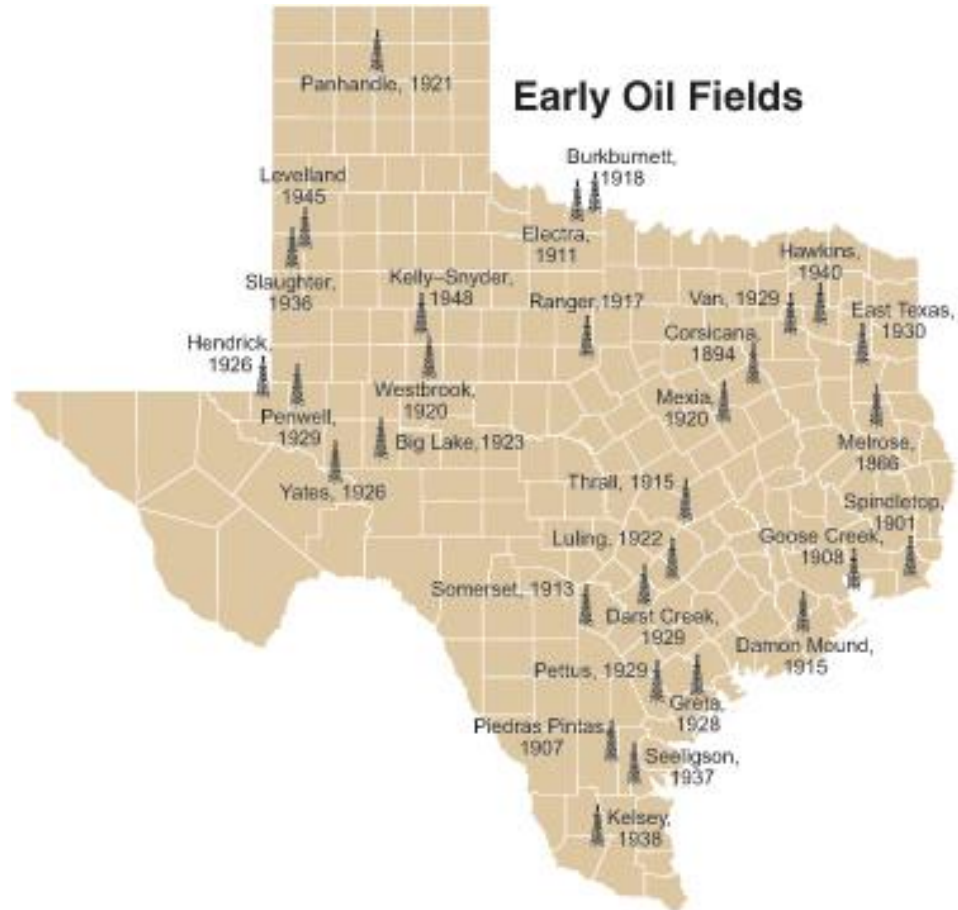 Early Oil Fields
Panhandle, 1921
Burkburnett,
1918
Levelland
1945
Electra,
1911
Hawkins,
1940
Slaughter,
1936
Kelly–Snyder,
1948
Ranger,1917
Van, 1929
East Texas,
1930
Corsicana,
1894
Hendrick,
1926
Westbrook,
1920
Mexia,
1920
Penwell,
1929
Big Lake,1923
Melrose,
1866
Yates, 1926
Thrall, 1915
Spindletop,
1901
Luling, 1922
Goose Creek,
1908
Somerset, 1913
Darst Creek,
1929
Damon Mound,
1915
Pettus, 1929
Greta,
1928
Piedras Pintas
1907
Seeligson,
1937
Kelsey,
1938